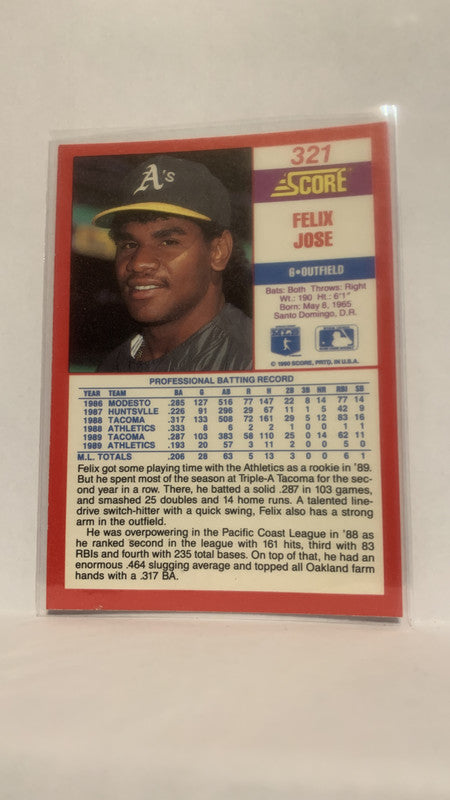 A's
321
SCORE
FELIX
JOSE
6•OUTFIELD
Bats: Both Throws: Right
Wt.: 190 Ht.: 6'1"
Born: May 8, 1965
Santo Domingo, D.R.
© 1990 SCORE, PRTD. IN U.S.A.
PROFESSIONAL BATTING RECORD
YEAR TEAM BA G AB R H 2B 3B HR RBI SB
1986 MODESTO .285 127 516 77 147 22 8 14 77 14
1987 HUNTSVLLE .226 91 296 29 67 11 1 5 42 9
1988 TACOMA .317 133 508 72 161 29 5 12 83 16
1988 ATHLETICS .333 8 6 2 2 1 0 0 1 1
1989 TACOMA .287 103 383 58 110 25 0 14 62 11
1989 ATHLETICS .193 20 57 3 11 2 0 0 5 0
M.L. TOTALS .206 28 63 5 13 3 0 0 6 1
Felix got some playing time with the Athletics as a rookie in '89.
But he spent most of the season at Triple-A Tacoma for the sec-
ond year in a row. There, he batted a solid .287 in 103 games,
and smashed 25 doubles and 14 home runs. A talented line-
drive switch-hitter with a quick swing, Felix also has a strong
arm in the outfield.
He was overpowering in the Pacific Coast League in '88 as
he ranked second in the league with 161 hits, third with 83
RBIs and fourth with 235 total bases. On top of that, he had an
enormous .464 slugging average and topped all Oakland farm
hands with a .317 BA.